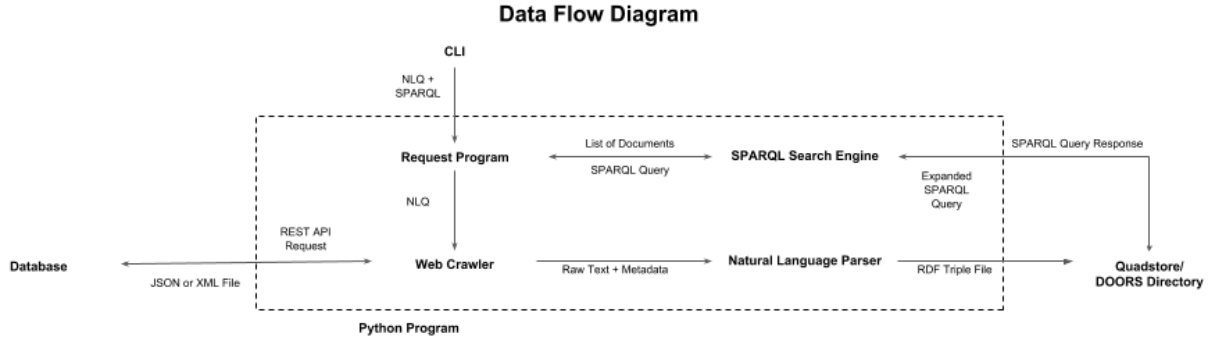 Data Flow Diagram
CLI
NLQ +
SPARQL
Request Program
List of Documents
SPARQL Query
SPARQL Search Engine
SPARQL Query Response
Expanded
SPARQL
Query
NLQ
REST API
Request
Database
JSON or XML File
Web Crawler
Raw Text + Metadata
Natural Language Parser
RDF Triple File
Quadstore/
DOORS Directory
Python Program